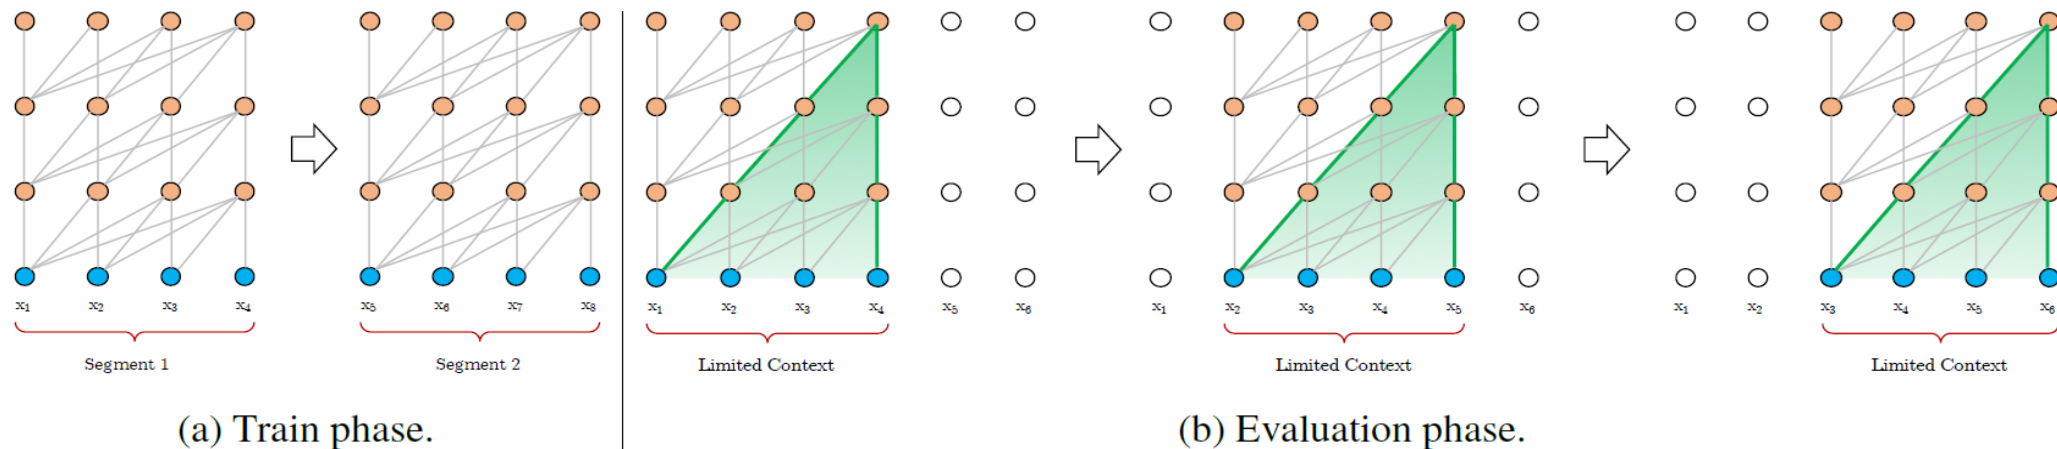 x₁ x₂ x₃ x₄ x₅ x₆ x₇ x₈ x₁ x₂ x₃ x₄ x₅ x₆ x₁ x₂ x₃ x₄ x₅ x₆ x₁ x₂ x₃ x₄ x₅ x₆
Segment 1 Segment 2 Limited Context Limited Context Limited Context
(a) Train phase. (b) Evaluation phase.